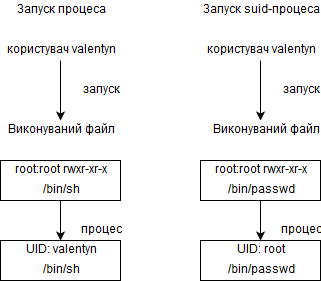 Запуск процеса
користувач valentyn
запуск
Виконуваний файл
root:root rwxr-xr-x
/bin/sh
процес
UID: valentyn
/bin/sh
Запуск suid-процеса
користувач valentyn
запуск
Виконуваний файл
root:root rwxr-xr-x
/bin/passwd
процес
UID: root
/bin/passwd